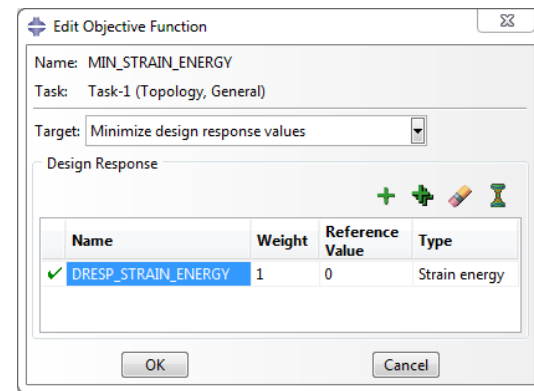 Edit Objective Function
Name: MIN_STRAIN_ENERGY
Task: Task-1 (Topology, General)
Target: Minimize design response values
Design Response
Name Weight Reference Value Type
DRESP_STRAIN_ENERGY 1 0 Strain energy
OK Cancel